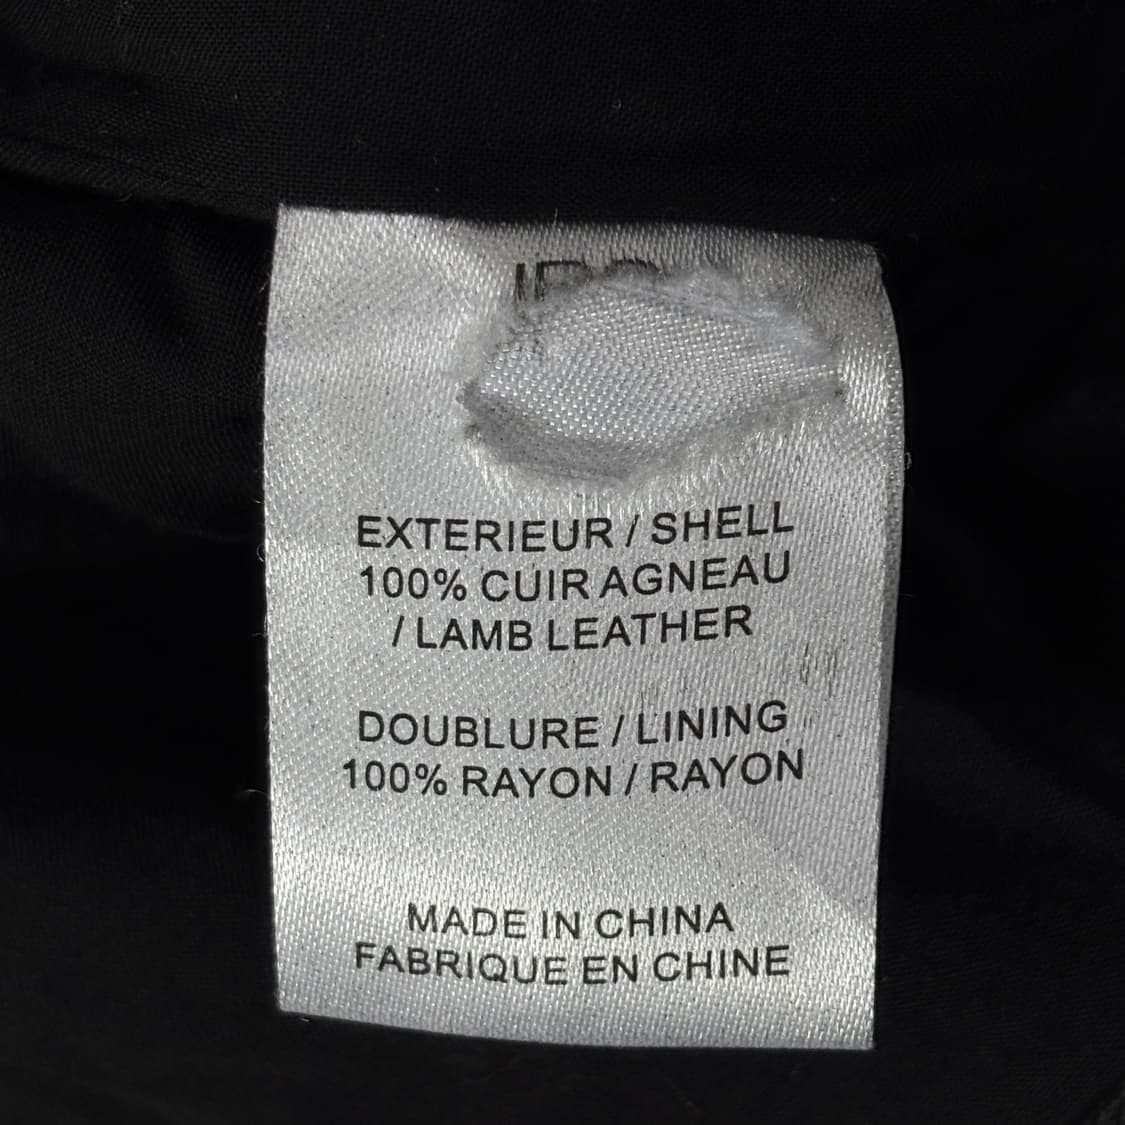 EXTERIEUR / SHELL
100% CUIR AGNEAU
/ LAMB LEATHER
DOUBLURE / LINING
100% RAYON / RAYON
MADE IN CHINA
FABRIQUE EN CHINE